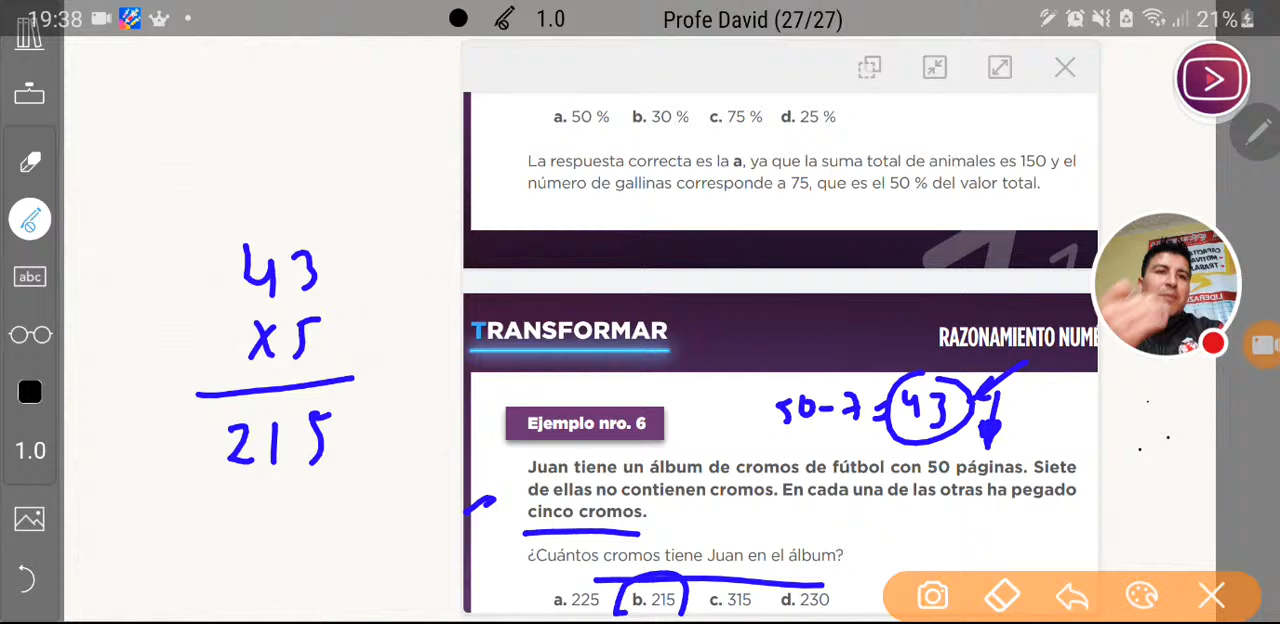 19:38 1.0 Profe David (27/27) 21%
a. 50 % b. 30 % c. 75 % d. 25 %
La respuesta correcta es la a, ya que la suma total de animales es 150 y el
número de gallinas corresponde a 75, que es el 50 % del valor total.
43
x 5
215
abc
1.0
TRANSFORMAR RAZONAMIENTO NUME
50-7=43
Ejemplo nro. 6
Juan tiene un álbum de cromos de fútbol con 50 páginas. Siete
de ellas no contienen cromos. En cada una de las otras ha pegado
cinco cromos.
¿Cuántos cromos tiene Juan en el álbum?
a. 225 b. 215 c. 315 d. 230